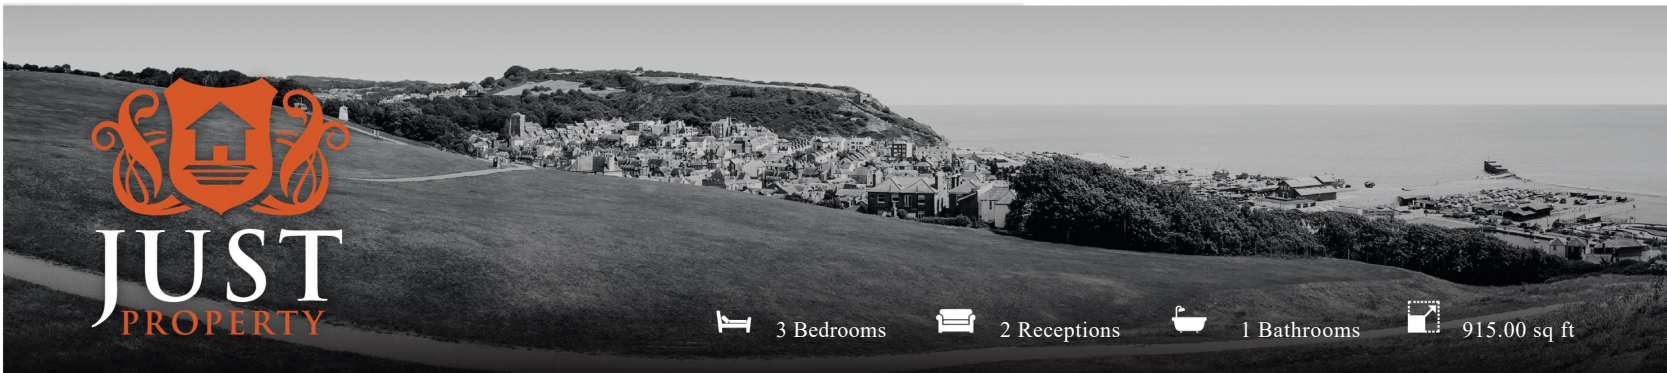 JUST
PROPERTY
3 Bedrooms
2 Receptions
1 Bathrooms
915.00 sq ft